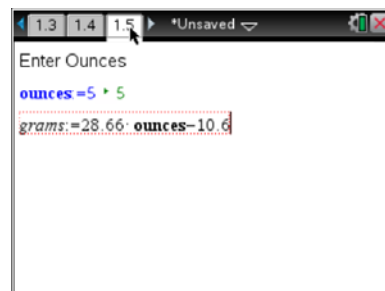 1.3 1.4 1.5 *Unsaved
Enter Ounces
ounces:=5 ▸ 5
grams:=28.66· ounces−10.6